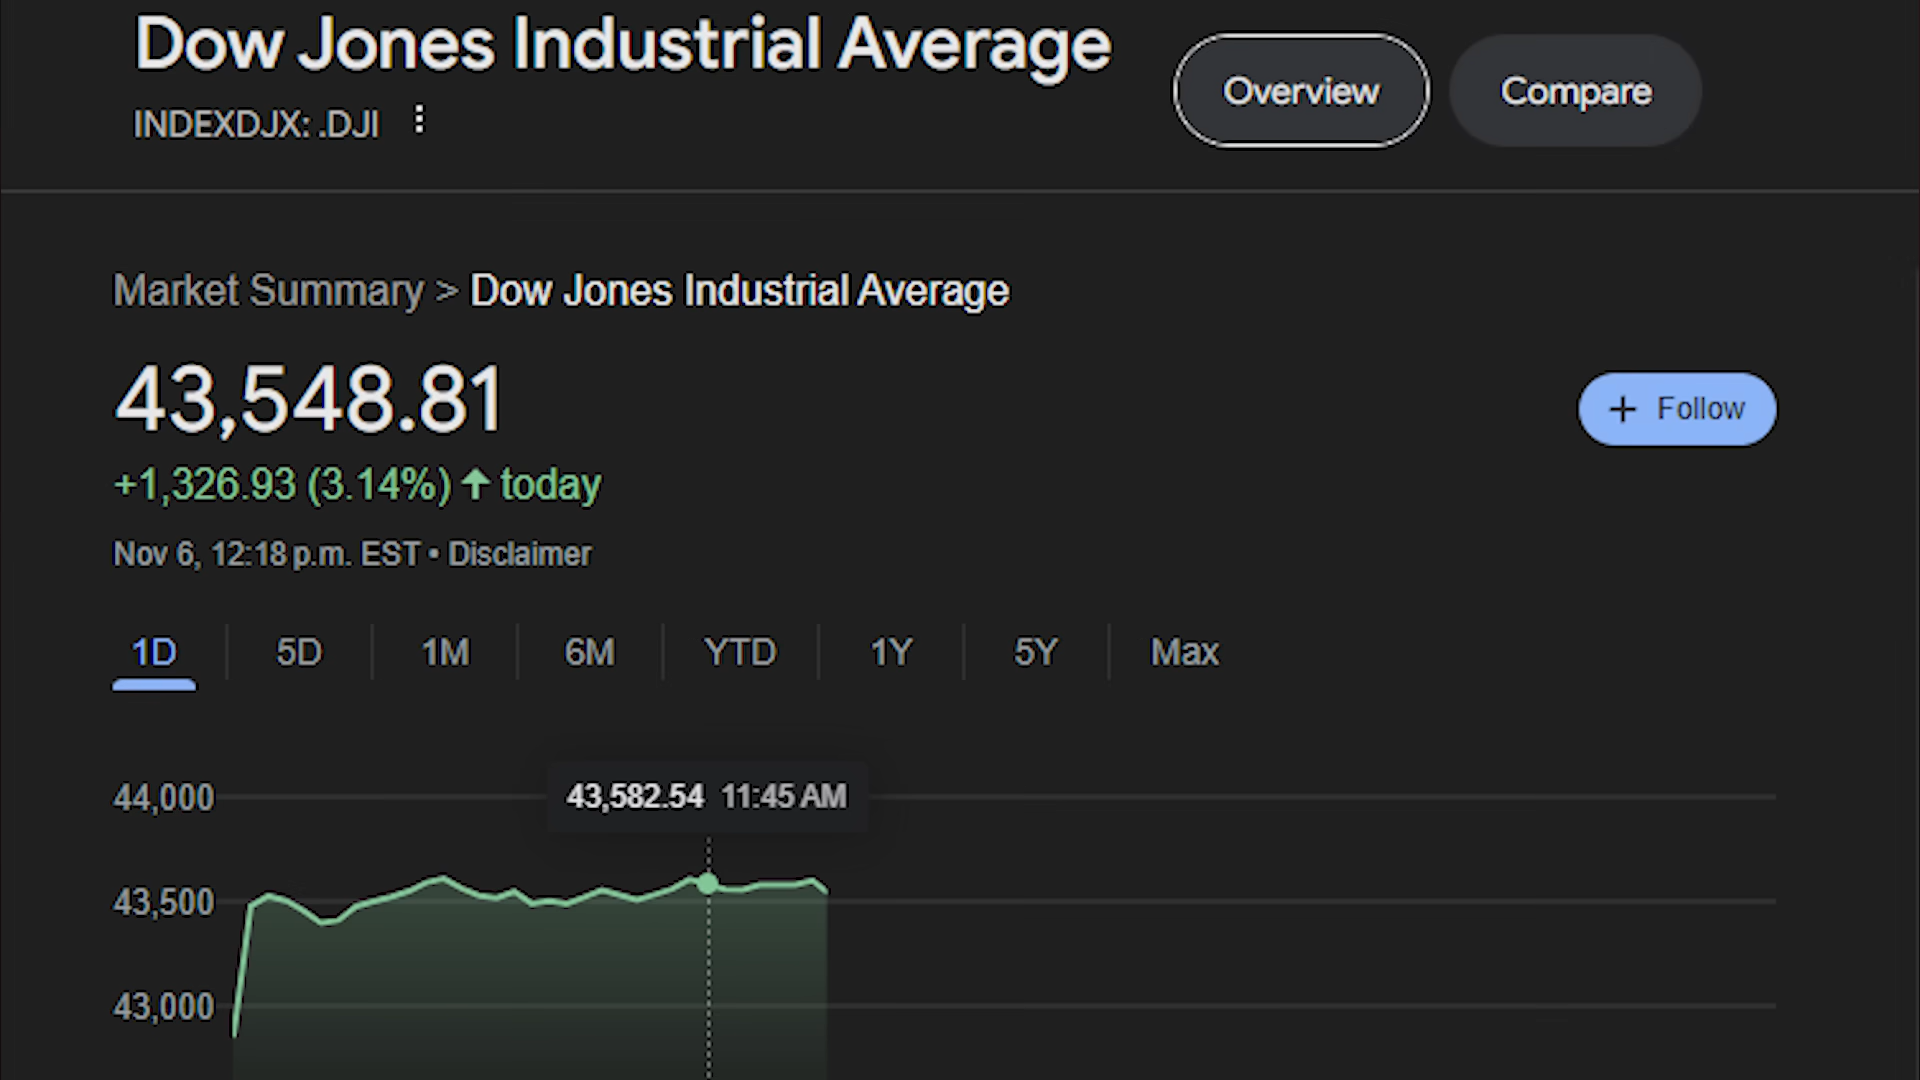 Dow Jones Industrial Average
INDEXDJX: .DJI
Overview
Compare
Market Summary > Dow Jones Industrial Average
43,548.81
+ Follow
+1,326.93 (3.14%) ↑ today
Nov 6, 12:18 p.m. EST • Disclaimer
1D 5D 1M 6M YTD 1Y 5Y Max
44,000
43,582.54 11:45 AM
43,500
43,000